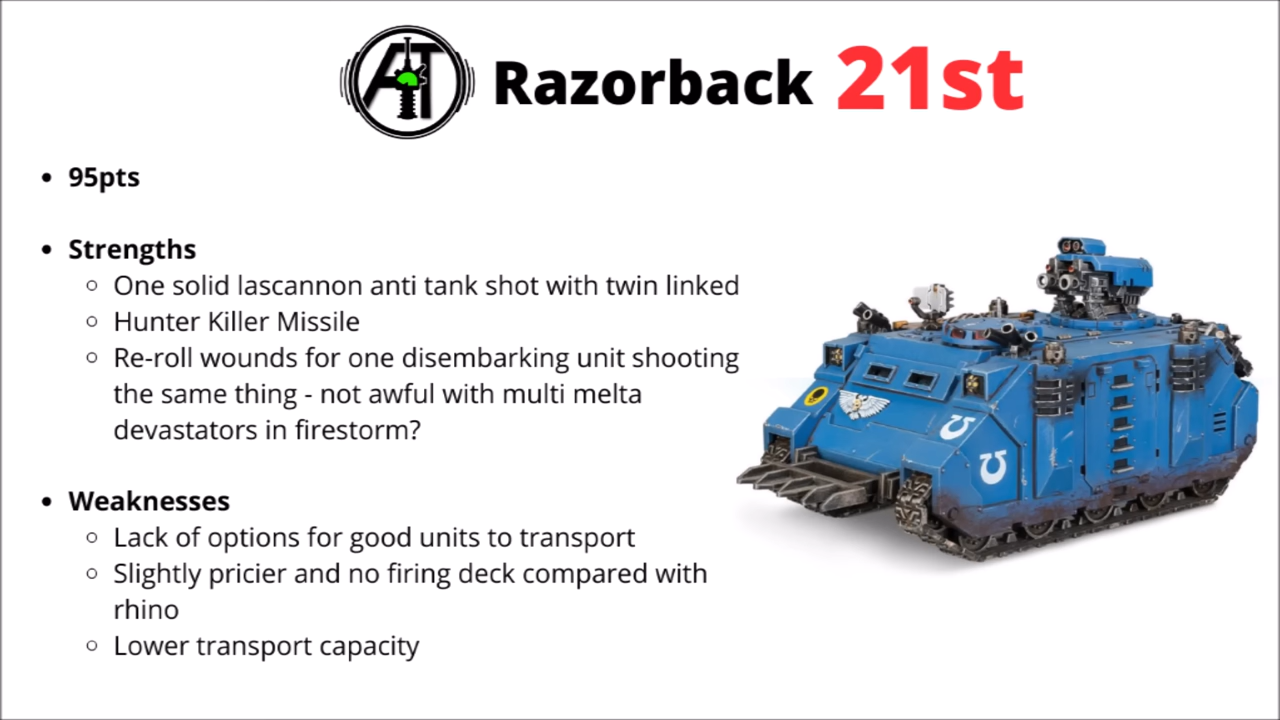 AT
Razorback 21st
95pts
Strengths
One solid lascannon anti tank shot with twin linked
Hunter Killer Missile
Re-roll wounds for one disembarking unit shooting
the same thing - not awful with multi melta
devastators in firestorm?
Weaknesses
Lack of options for good units to transport
Slightly pricier and no firing deck compared with
rhino
Lower transport capacity